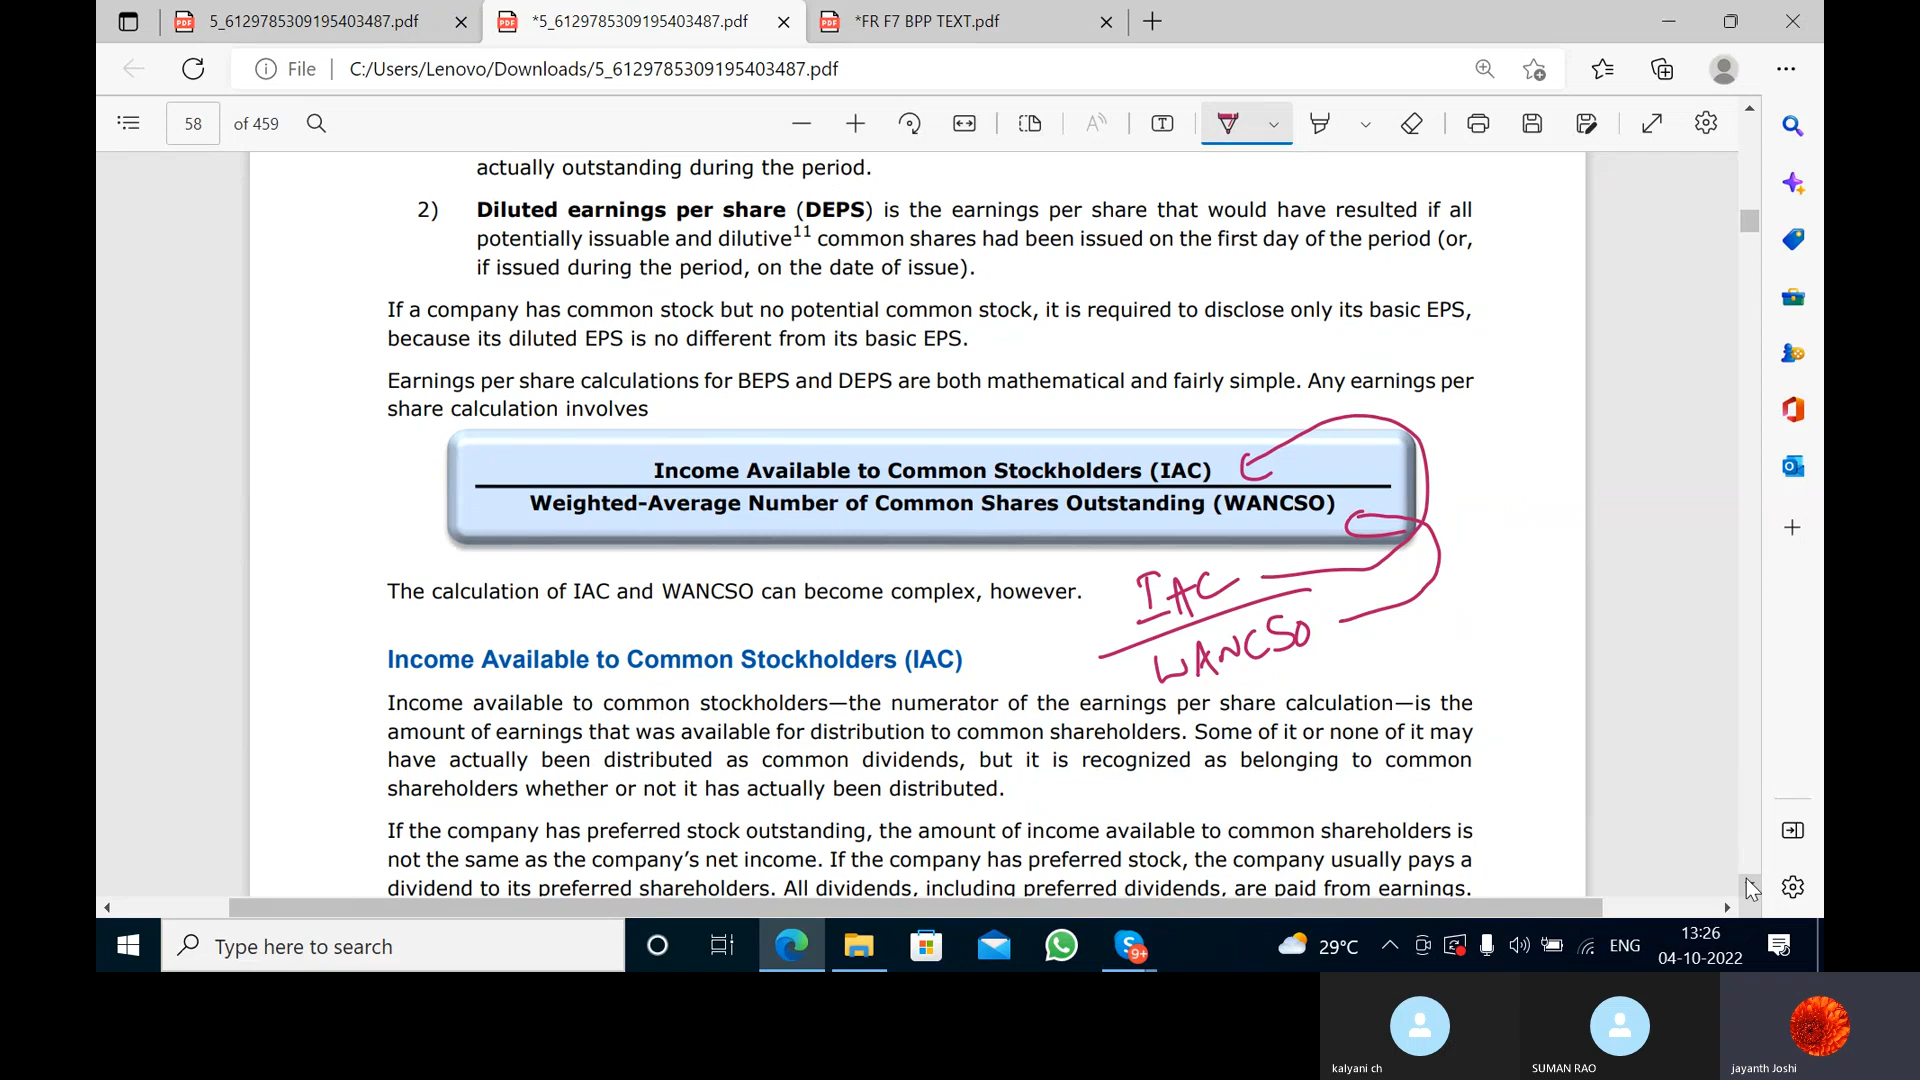 5_6129785309195403487.pdf
*5_6129785309195403487.pdf
*FR F7 BPP TEXT.pdf
File
C:/Users/Lenovo/Downloads/5_6129785309195403487.pdf
58 of 459
actually outstanding during the period.
2) Diluted earnings per share (DEPS) is the earnings per share that would have resulted if all
potentially issuable and dilutive11 common shares had been issued on the first day of the period (or,
if issued during the period, on the date of issue).
If a company has common stock but no potential common stock, it is required to disclose only its basic EPS,
because its diluted EPS is no different from its basic EPS.
Earnings per share calculations for BEPS and DEPS are both mathematical and fairly simple. Any earnings per
share calculation involves
Income Available to Common Stockholders (IAC)
Weighted-Average Number of Common Shares Outstanding (WANCSO)
The calculation of IAC and WANCSO can become complex, however.
IAC
WANCSO
Income Available to Common Stockholders (IAC)
Income available to common stockholders—the numerator of the earnings per share calculation—is the
amount of earnings that was available for distribution to common shareholders. Some of it or none of it may
have actually been distributed as common dividends, but it is recognized as belonging to common
shareholders whether or not it has actually been distributed.
If the company has preferred stock outstanding, the amount of income available to common shareholders is
not the same as the company's net income. If the company has preferred stock, the company usually pays a
dividend to its preferred shareholders. All dividends, including preferred dividends, are paid from earnings.
Type here to search
9+
29°C
ENG
13:26
04-10-2022
kalyani ch
SUMAN RAO
jayanth Joshi